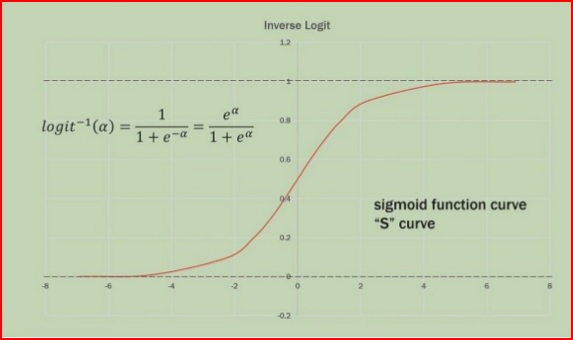 Inverse Logit
1.2
1
logit⁻¹(α) = 1 / (1 + e^−α) = e^α / (1 + e^α)
0.8
0.6
0.4
sigmoid function curve
"S" curve
0.2
0
-8 -6 -4 -2 0 2 4 6 8
-0.2